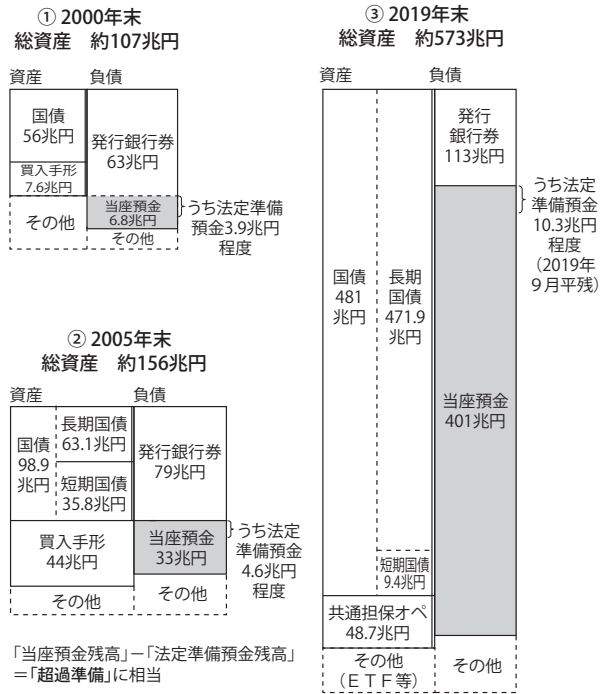 ① 2000年末
総資産　約107兆円
資産　負債
国債
56兆円
買入手形
7.6兆円
その他
発行銀行券
63兆円
当座預金
6.8兆円
その他
うち法定準備
預金3.9兆円
程度
② 2005年末
総資産　約156兆円
資産　負債
国債
98.9
兆円
長期国債
63.1兆円
短期国債
35.8兆円
買入手形
44兆円
その他
発行銀行券
79兆円
当座預金
33兆円
その他
うち法定
準備預金
4.6兆円
程度
「当座預金残高」－「法定準備預金残高」
＝「超過準備」に相当
③ 2019年末
総資産　約573兆円
資産　負債
国債
481
兆円
長期
国債
471.9
兆円
短期国債
9.4兆円
共通担保オペ
48.7兆円
その他
（ＥＴＦ等）
発行
銀行券
113兆円
当座預金
401兆円
その他
うち法定
準備預金
10.3兆円
程度
（2019年
９月平残）